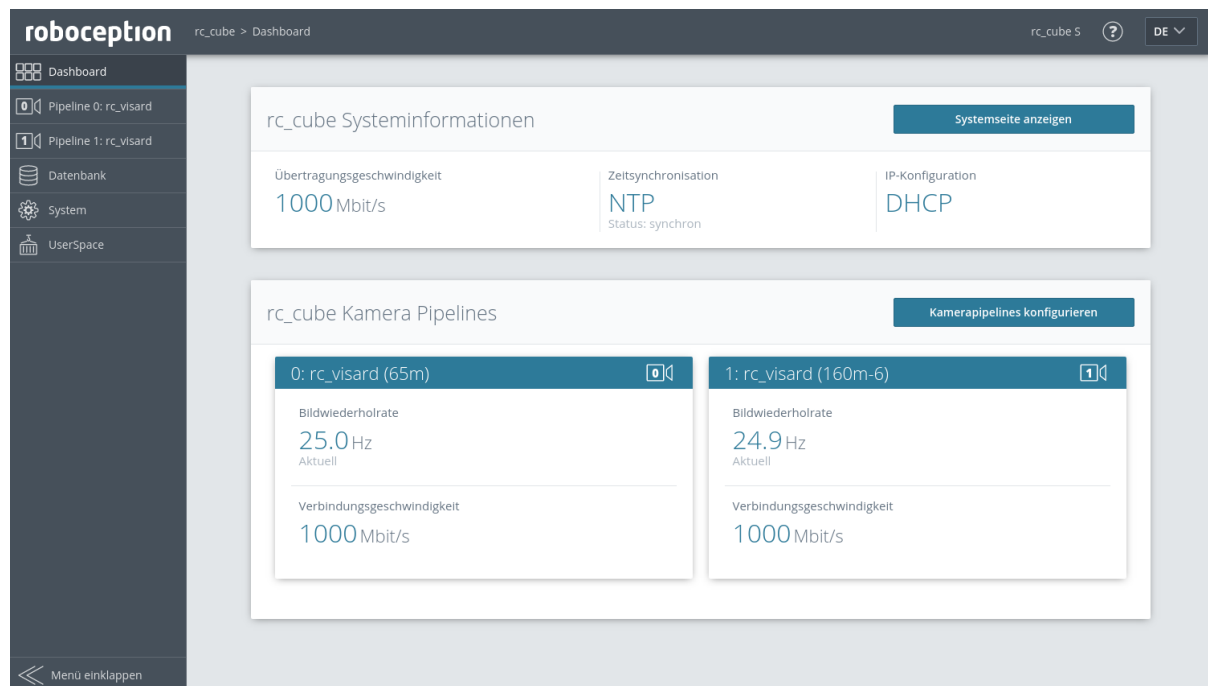 roboception
rc_cube > Dashboard
rc_cube S
?
DE
Dashboard
0 Pipeline 0: rc_visard
1 Pipeline 1: rc_visard
Datenbank
System
UserSpace
Menü einklappen
rc_cube Systeminformationen
Systemseite anzeigen
Übertragungsgeschwindigkeit
1000 Mbit/s
Zeitsynchronisation
NTP
Status: synchron
IP-Konfiguration
DHCP
rc_cube Kamera Pipelines
Kamerapipelines konfigurieren
0: rc_visard (65m) 0
Bildwiederholrate
25.0 Hz
Aktuell
Verbindungsgeschwindigkeit
1000 Mbit/s
1: rc_visard (160m-6) 1
Bildwiederholrate
24.9 Hz
Aktuell
Verbindungsgeschwindigkeit
1000 Mbit/s